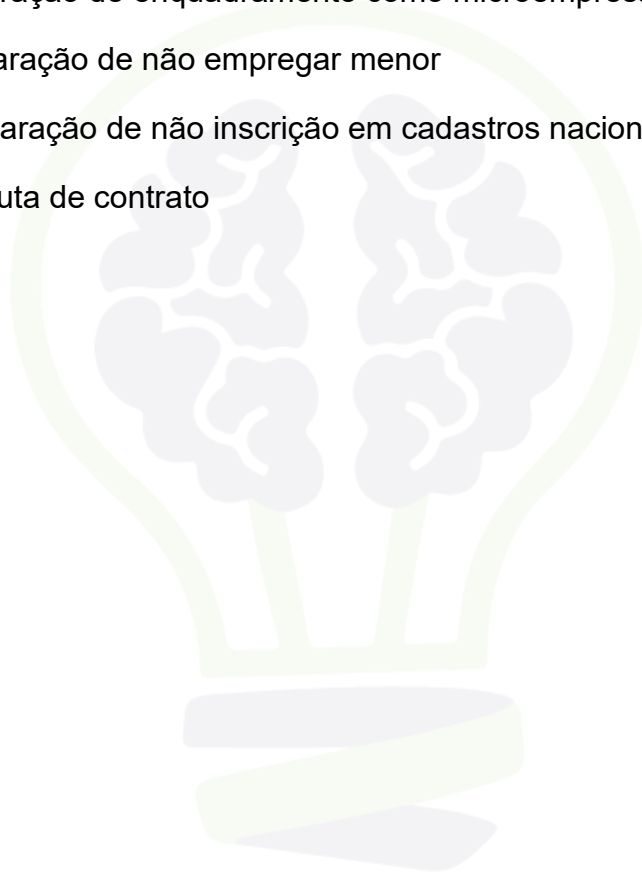 ração de enquadramento como microempresa
aração de não empregar menor
aração de não inscrição em cadastros nacion
uta de contrato